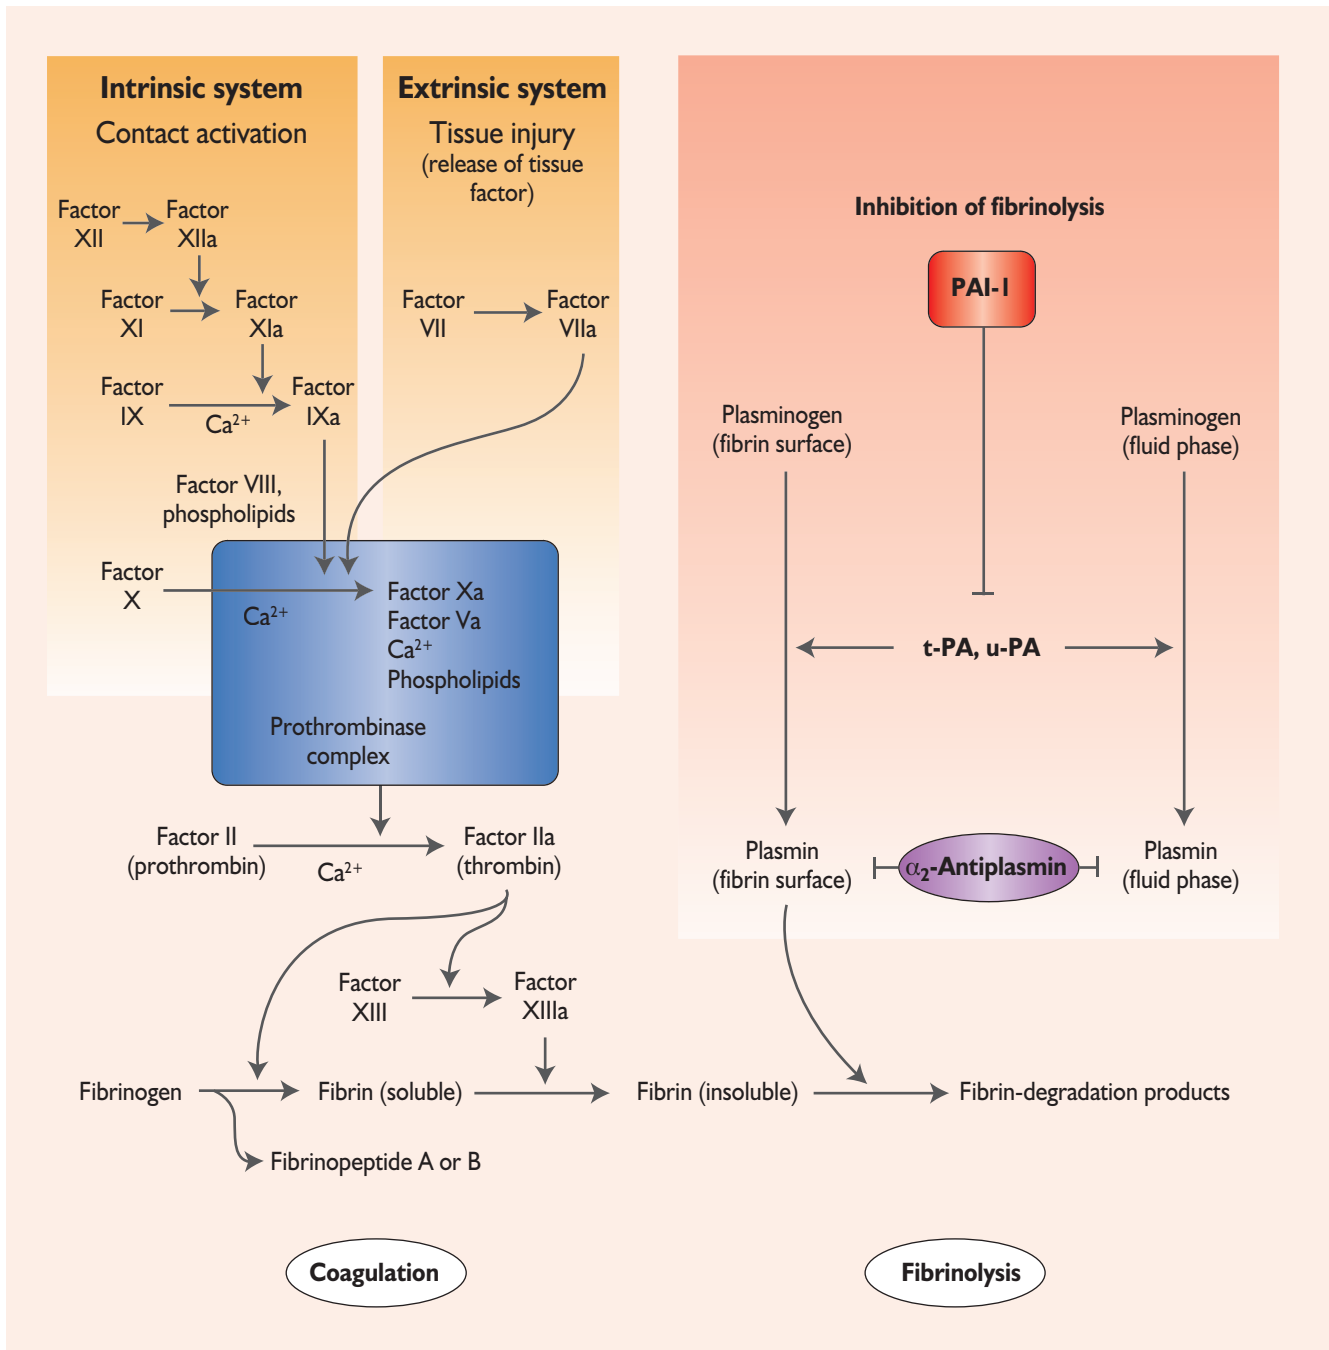 Intrinsic system
Contact activation
Factor
XII
Factor
XIIa
Factor
XI
Factor
XIa
Factor
IX
Ca²⁺
Factor
IXa
Factor VIII,
phospholipids
Factor
X
Ca²⁺
Extrinsic system
Tissue injury
(release of tissue
factor)
Factor
VII
Factor
VIIa
Factor Xa
Factor Va
Ca²⁺
Phospholipids
Prothrombinase
complex
Factor II
(prothrombin)
Ca²⁺
Factor IIa
(thrombin)
Factor
XIII
Factor
XIIIa
Fibrinogen
Fibrin (soluble)
Fibrin (insoluble)
Fibrin-degradation products
Fibrinopeptide A or B
Coagulation
Inhibition of fibrinolysis
PAI-1
Plasminogen
(fibrin surface)
Plasminogen
(fluid phase)
t-PA, u-PA
Plasmin
(fibrin surface)
α₂-Antiplasmin
Plasmin
(fluid phase)
Fibrinolysis